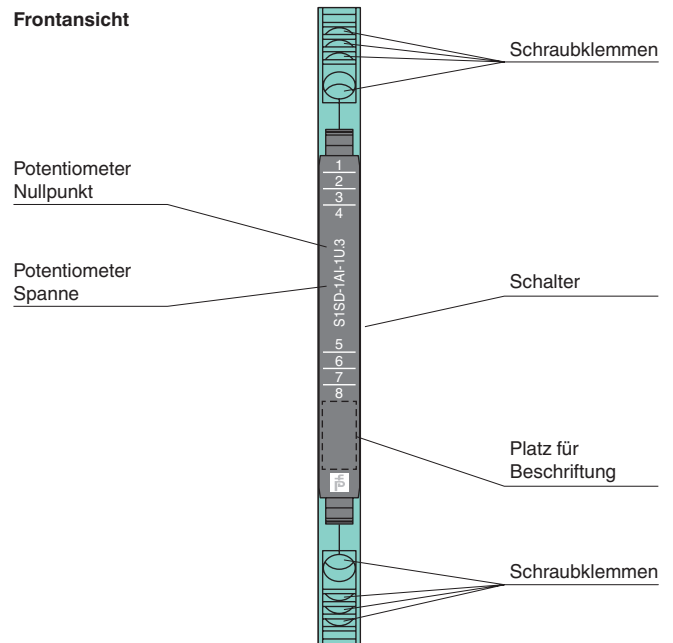 Frontansicht
Schraubklemmen
Potentiometer
Nullpunkt
1
2
3
4
Potentiometer
Spanne
S1SD-1AI-1U.3
Schalter
5
6
7
8
Platz für
Beschriftung
Schraubklemmen